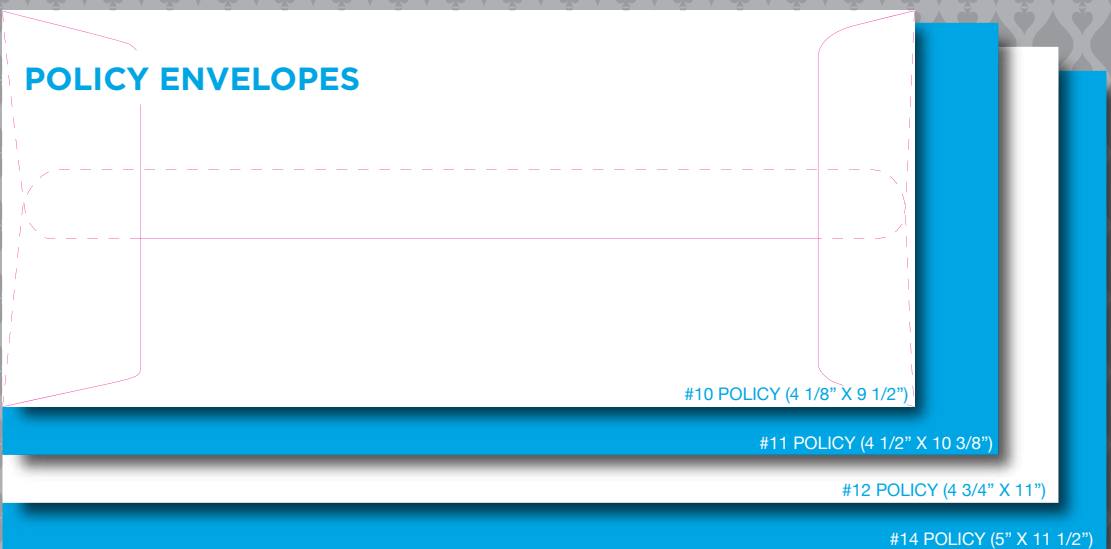 POLICY ENVELOPES
#10 POLICY (4 1/8” X 9 1/2”)
#11 POLICY (4 1/2” X 10 3/8”)
#12 POLICY (4 3/4” X 11”)
#14 POLICY (5” X 11 1/2”)